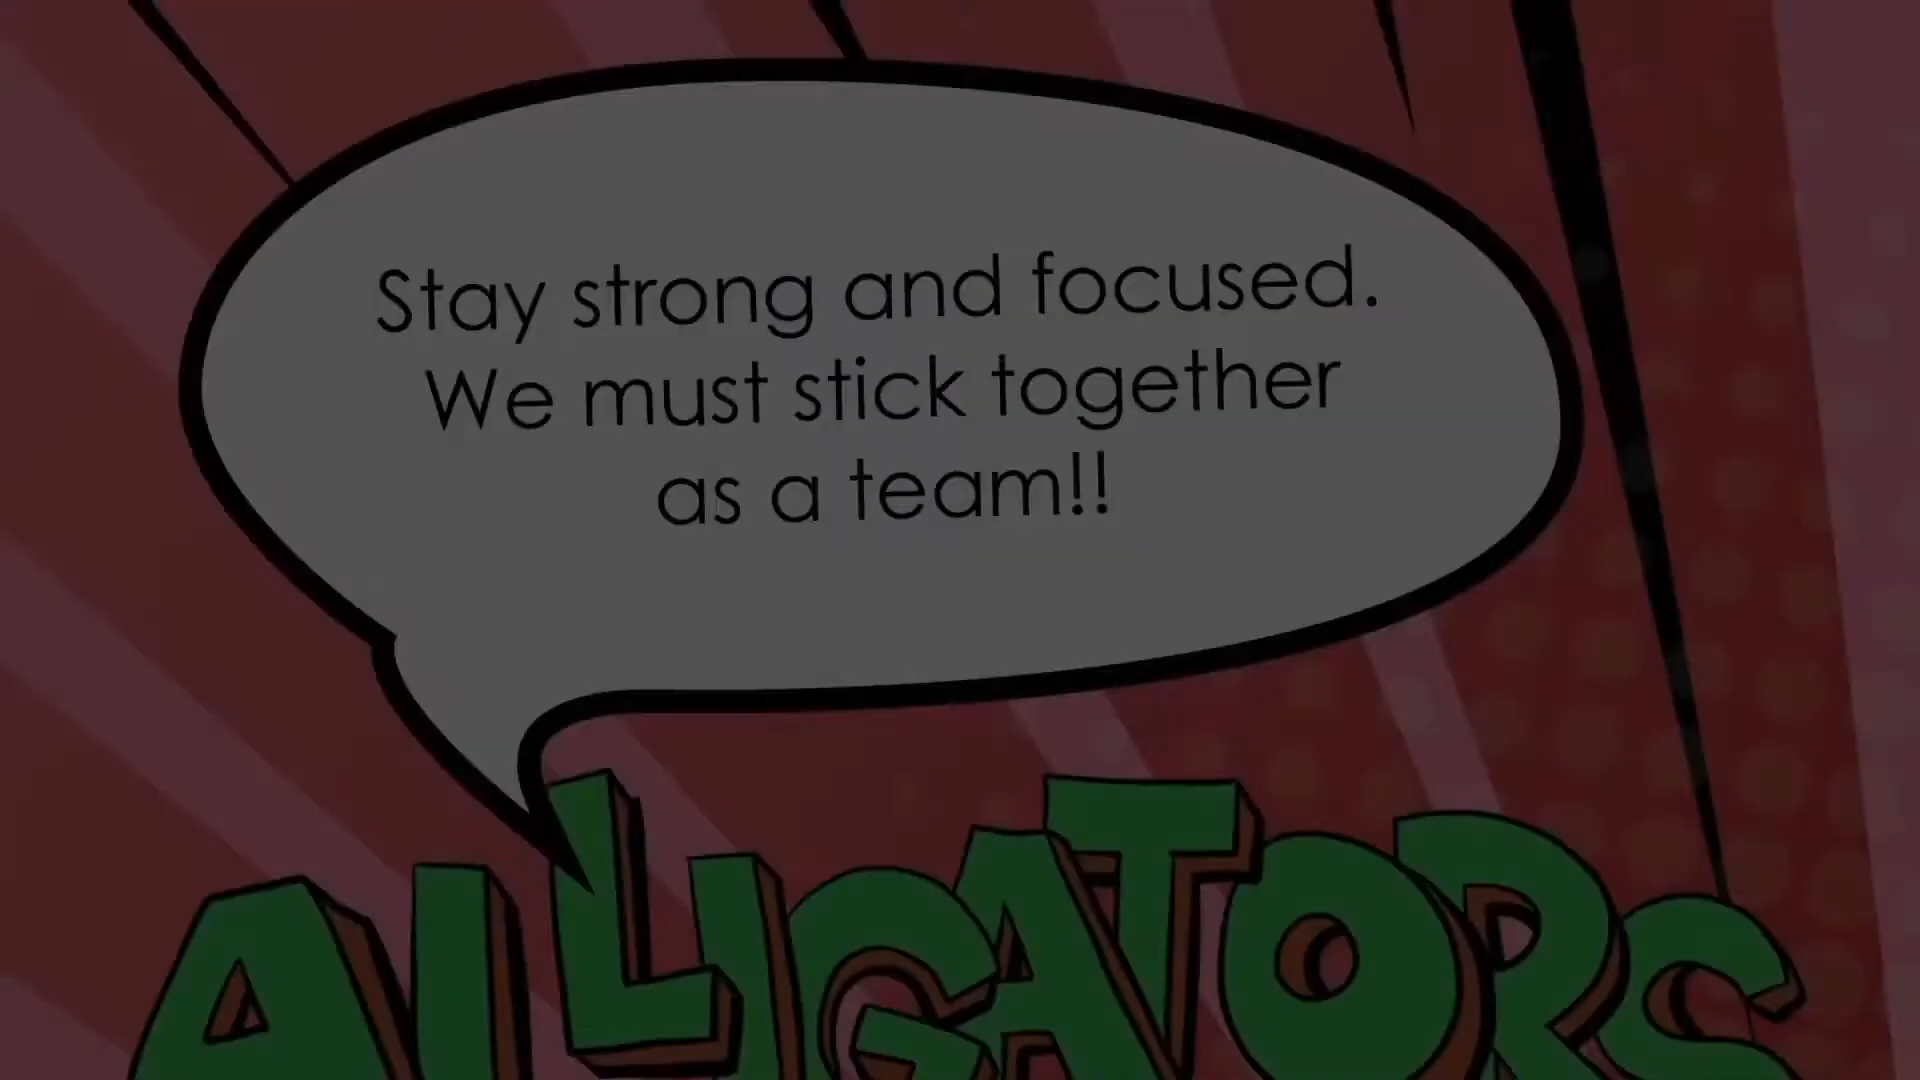 Stay strong and focused.
We must stick together
as a team!!
ALLIGATORS